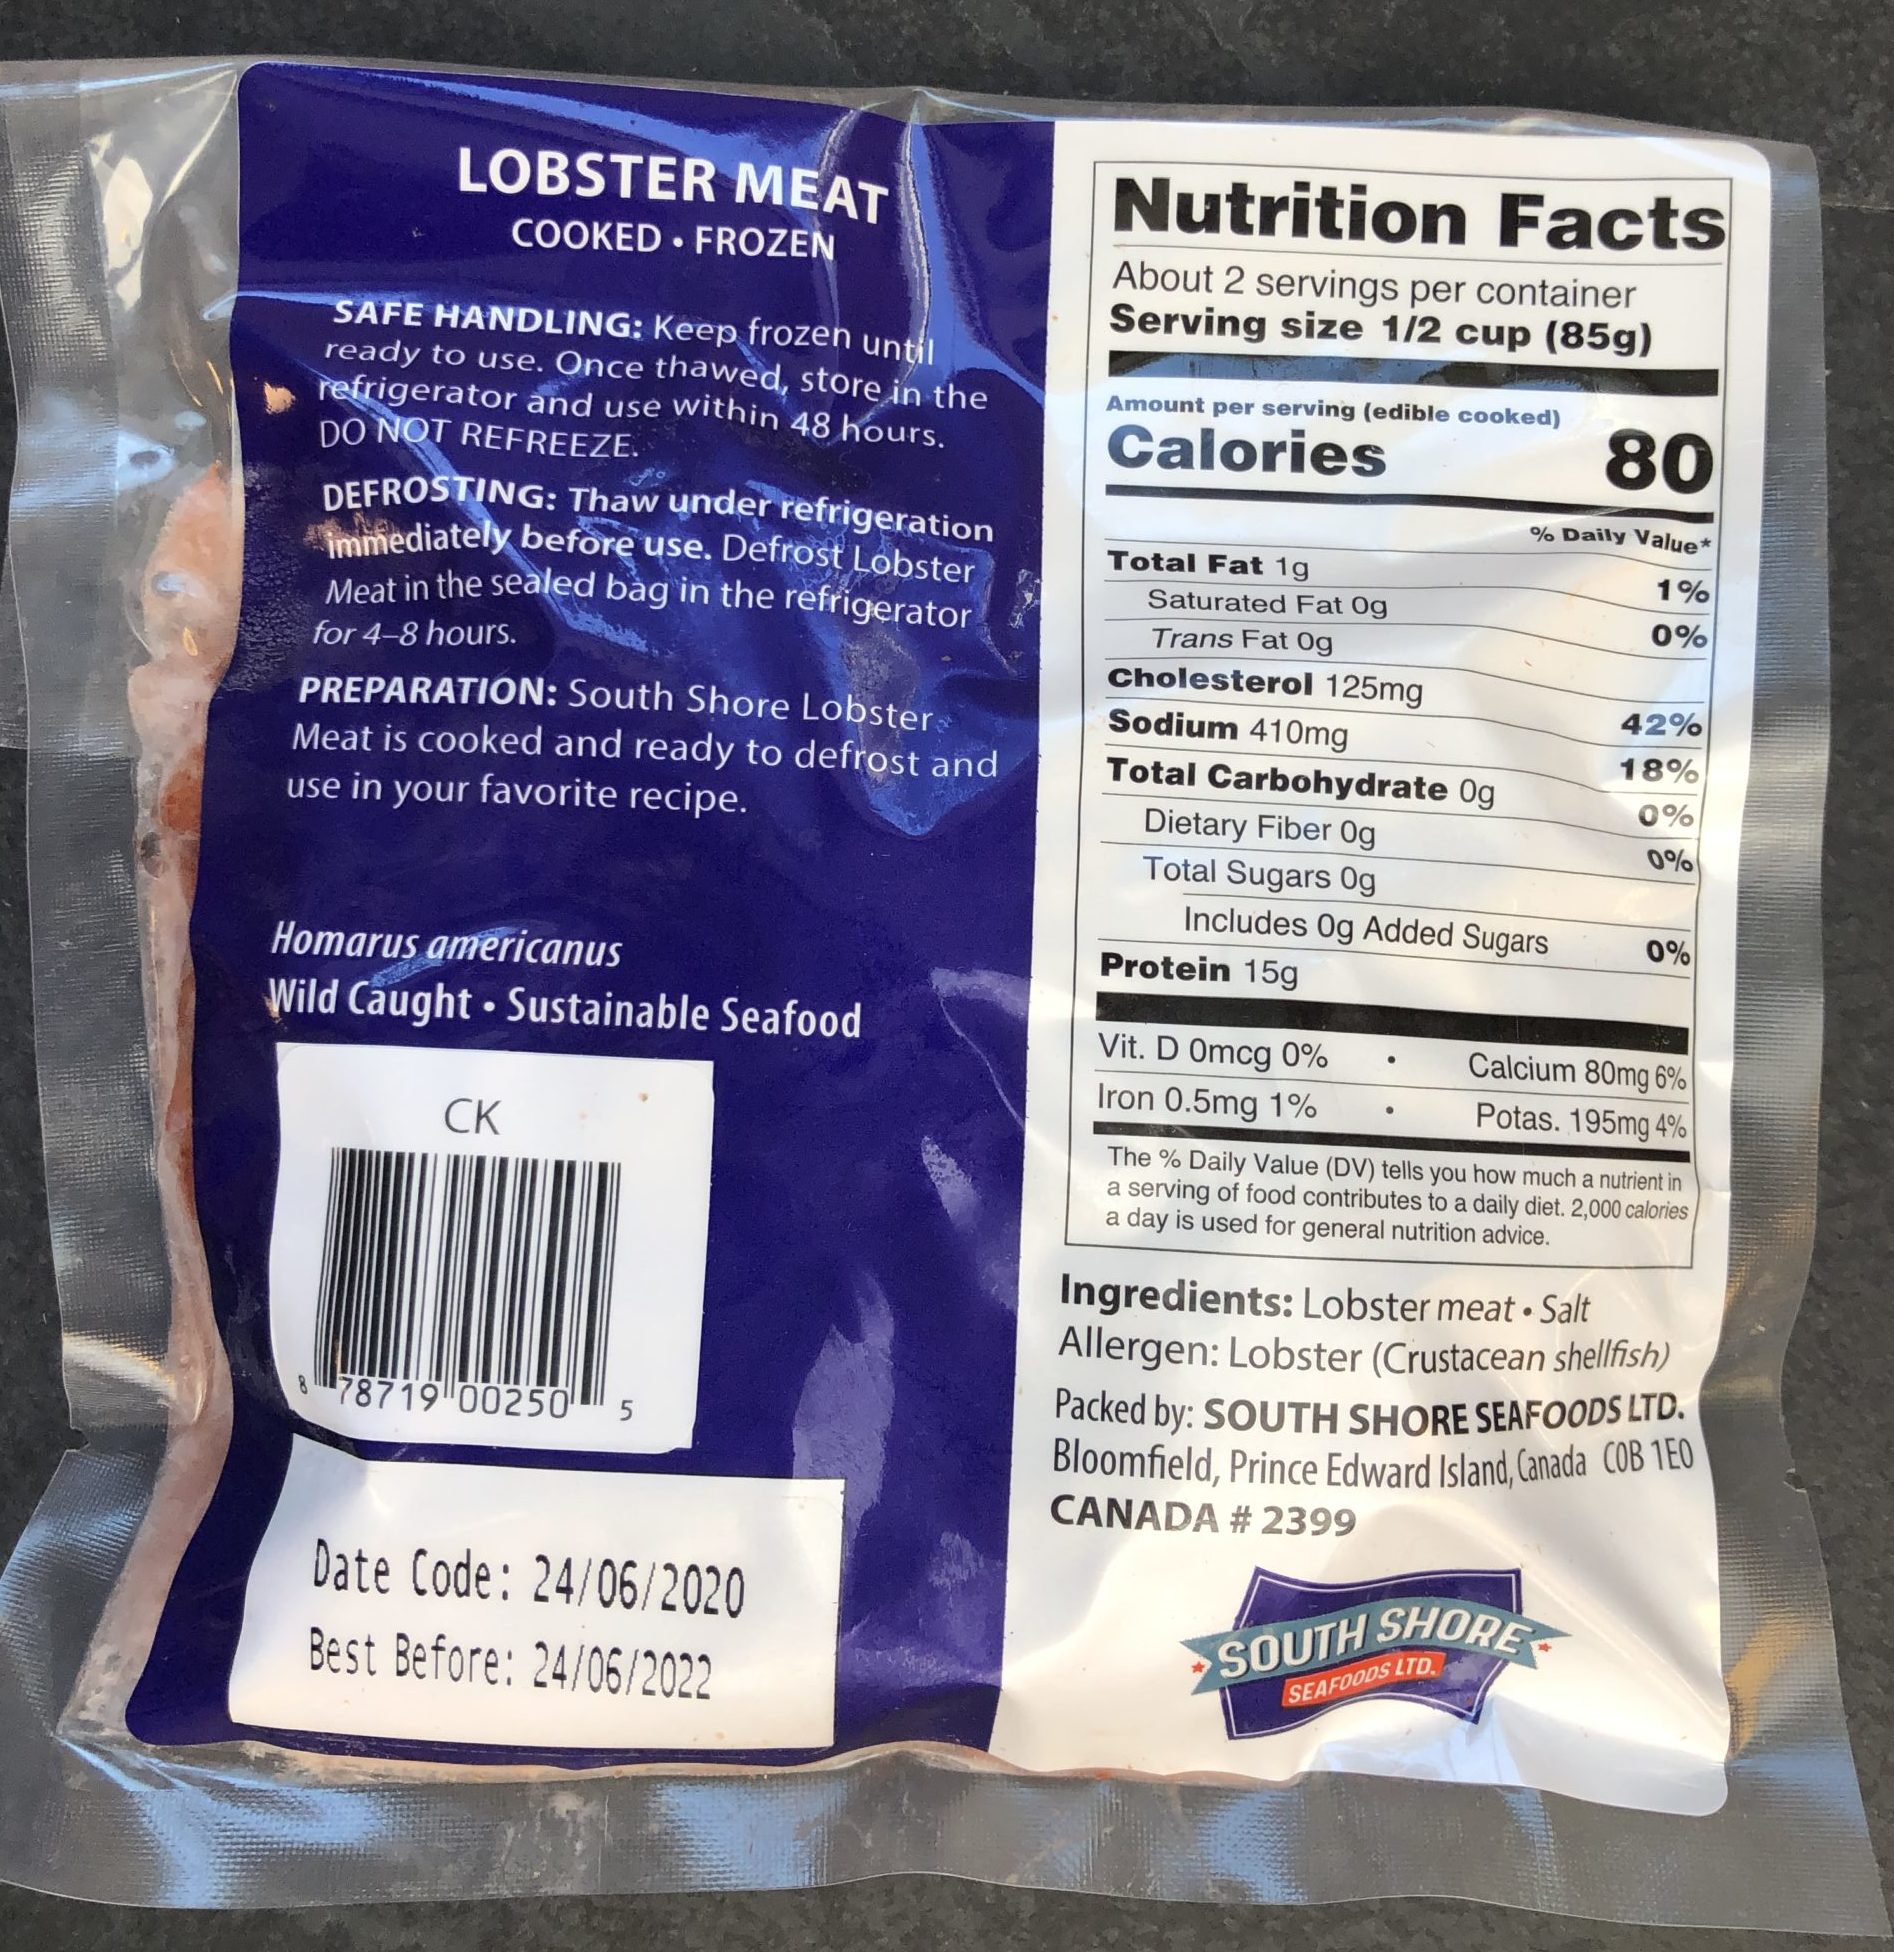 LOBSTER MEAT
COOKED • FROZEN
SAFE HANDLING: Keep frozen until
ready to use. Once thawed, store in the
refrigerator and use within 48 hours.
DO NOT REFREEZE.
DEFROSTING: Thaw under refrigeration
immediately before use. Defrost Lobster
Meat in the sealed bag in the refrigerator
for 4–8 hours.
PREPARATION: South Shore Lobster
Meat is cooked and ready to defrost and
use in your favorite recipe.
Homarus americanus
Wild Caught • Sustainable Seafood
CK
8 78719 00250 5
Date Code: 24/06/2020
Best Before: 24/06/2022
Nutrition Facts
About 2 servings per container
Serving size 1/2 cup (85g)
Amount per serving (edible cooked)
Calories 80
% Daily Value*
Total Fat 1g 1%
Saturated Fat 0g 0%
Trans Fat 0g
Cholesterol 125mg 42%
Sodium 410mg 18%
Total Carbohydrate 0g 0%
Dietary Fiber 0g 0%
Total Sugars 0g
Includes 0g Added Sugars 0%
Protein 15g
Vit. D 0mcg 0% • Calcium 80mg 6%
Iron 0.5mg 1% • Potas. 195mg 4%
The % Daily Value (DV) tells you how much a nutrient in
a serving of food contributes to a daily diet. 2,000 calories
a day is used for general nutrition advice.
Ingredients: Lobster meat • Salt
Allergen: Lobster (Crustacean shellfish)
Packed by: SOUTH SHORE SEAFOODS LTD.
Bloomfield, Prince Edward Island, Canada C0B 1E0
CANADA # 2399
SOUTH SHORE
SEAFOODS LTD.